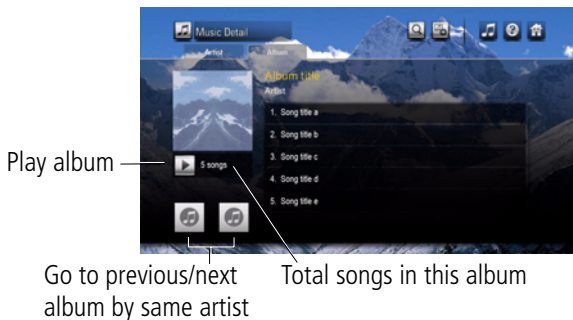 Music Detail
Artist
Album
Album title
Artist
1. Song title a
2. Song title b
3. Song title c
4. Song title d
5. Song title e
Play album
5 songs
Go to previous/next
album by same artist
Total songs in this album